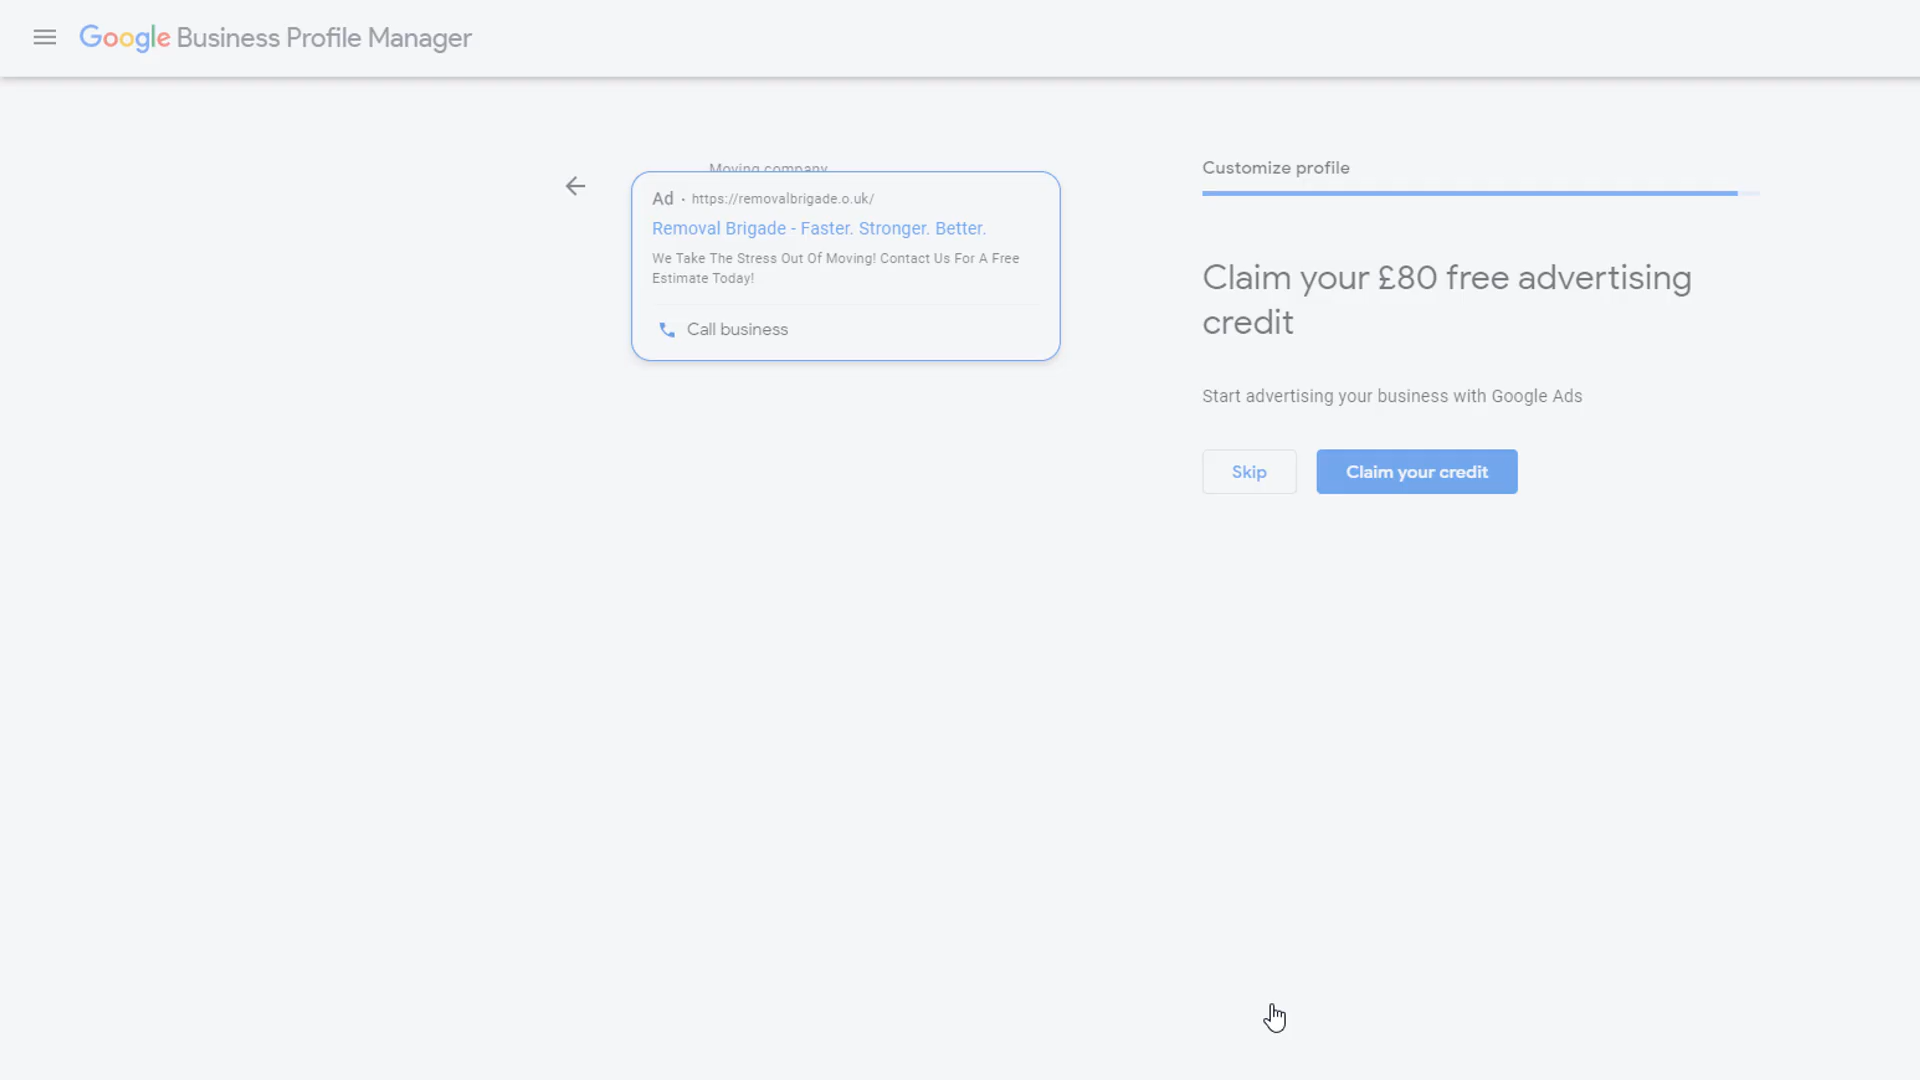 Google Business Profile Manager
Moving company
Ad · https://removalbrigade.o.uk/
Removal Brigade - Faster. Stronger. Better.
We Take The Stress Out Of Moving! Contact Us For A Free
Estimate Today!
Call business
Customize profile
Claim your £80 free advertising
credit
Start advertising your business with Google Ads
Skip
Claim your credit